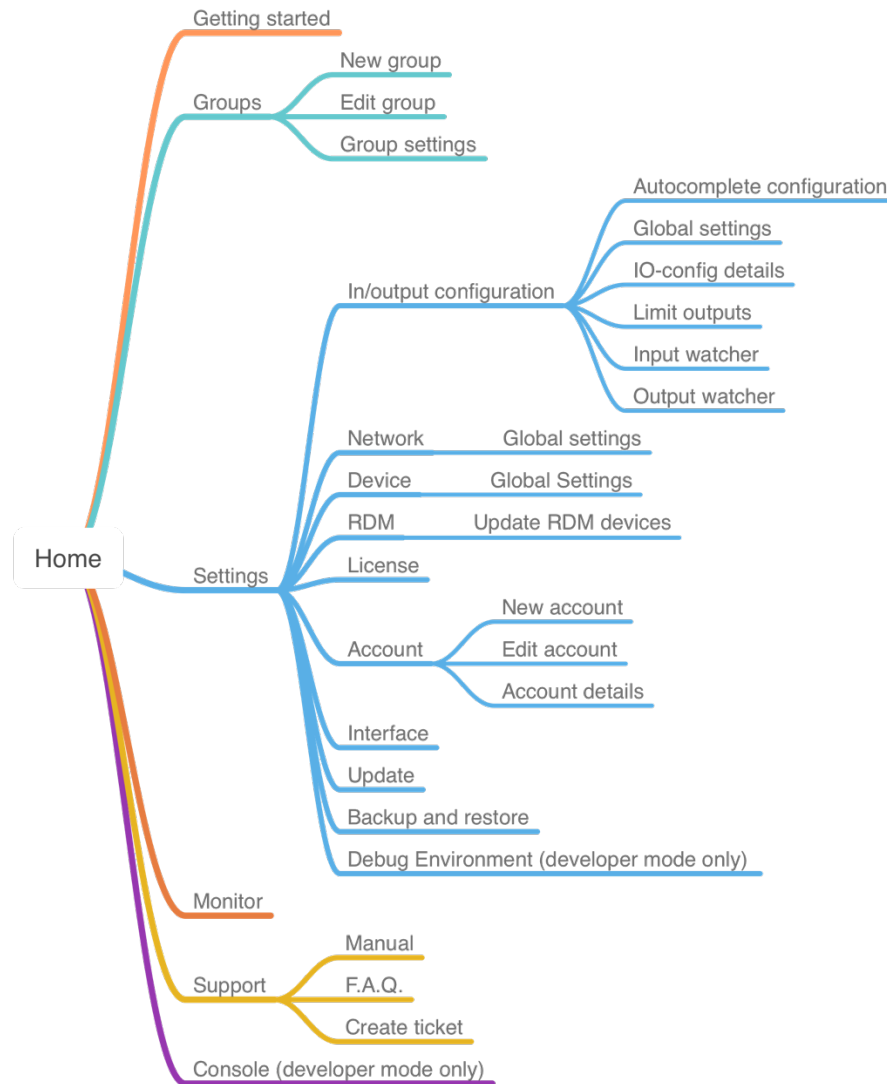 Getting started
New group
Groups
Edit group
Group settings
Autocomplete configuration
Global settings
In/output configuration
IO-config details
Limit outputs
Input watcher
Output watcher
Network
Global settings
Device
Global Settings
RDM
Update RDM devices
Home
Settings
License
New account
Account
Edit account
Account details
Interface
Update
Backup and restore
Debug Environment (developer mode only)
Monitor
Manual
Support
F.A.Q.
Create ticket
Console (developer mode only)